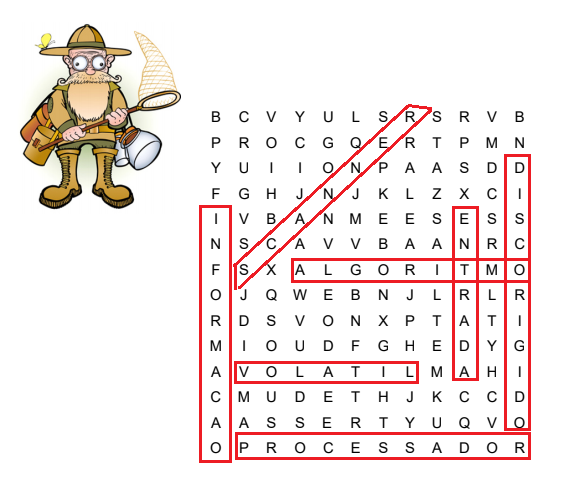 B C V Y U L S R S R V B
P R O C G Q E R T P M N
Y U I I O N P A A S D D
F G H J N J K L Z X C I
I V B A N M E E S E S S
N S C A V V B A A N R C
F S X A L G O R I T M O
O J Q W E B N J L R L R
R D S V O N X P T A T I
M I O U D F G H E D Y G
A V O L A T I L M A H I
C M U D E T H J K C C D
A A S S E R T Y U Q V O
O P R O C E S S A D O R